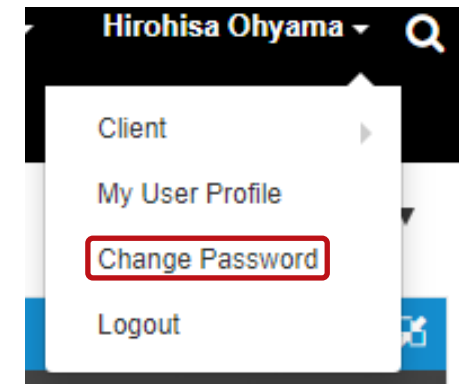 Hirohisa Ohyama
Client
My User Profile
Change Password
Logout